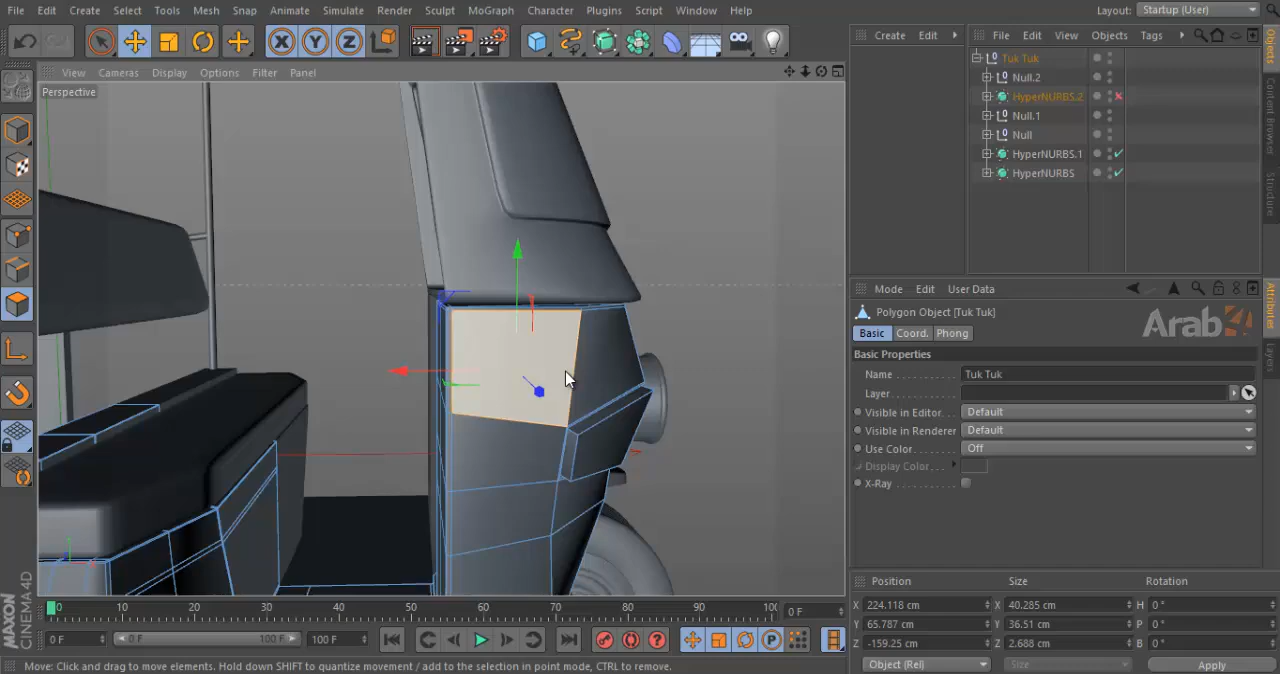 File Edit Create Select Tools Mesh Snap Animate Simulate Render Sculpt MoGraph Character Plugins Script Window Help
Layout: Startup (User)
X Y Z
Create Edit
File Edit View Objects Tags
View Cameras Display Options Filter Panel
Perspective
Tuk Tuk
Null.2
HyperNURBS.2
Null.1
Null
HyperNURBS.1
HyperNURBS
Objects
Content Browser
Structure
Mode Edit User Data
Polygon Object [Tuk Tuk]
Arab
Basic Coord. Phong
Basic Properties
Name Tuk Tuk
Layer
Visible in Editor Default
Visible in Renderer Default
Use Color Off
Display Color
X-Ray
Attributes
Layers
Position Size Rotation
X 224.118 cm X 40.285 cm H 0 °
Y 65.787 cm Y 36.51 cm P 0 °
Z -159.25 cm Z 2.688 cm B 0 °
Object (Rel) Size Apply
0 10 20 30 40 50 60 70 80 90 100 0 F
0 F 0 F 100 F 100 F
P
MAXON CINEMA 4D
Move: Click and drag to move elements. Hold down SHIFT to quantize movement / add to the selection in point mode, CTRL to remove.